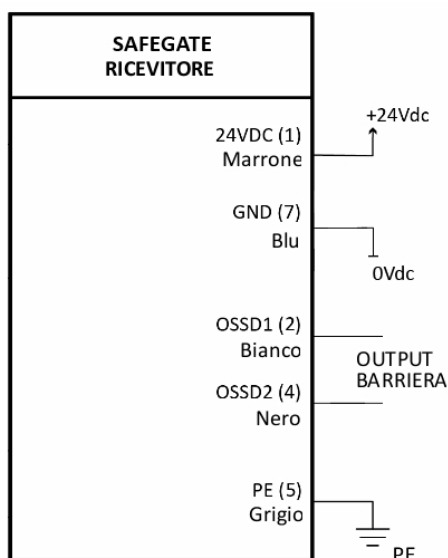 SAFEGATE
RICEVITORE
+24Vdc
24VDC (1)
Marrone
GND (7)
Blu
0Vdc
OSSD1 (2)
Bianco
OUTPUT
BARRIERA
OSSD2 (4)
Nero
PE (5)
Grigio
PE